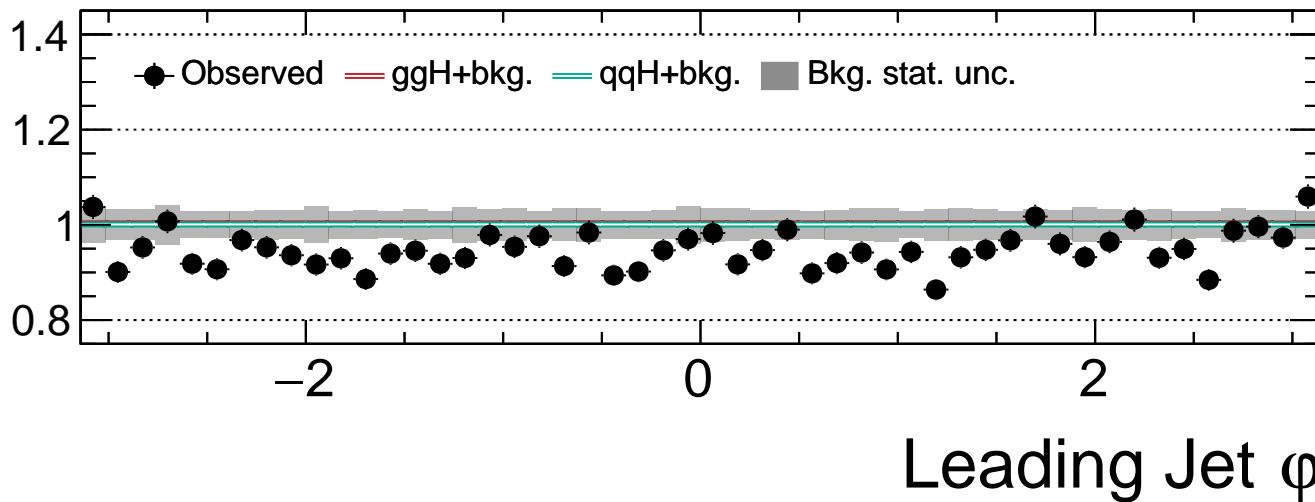 1.4
Observed ggH+bkg. qqH+bkg. Bkg. stat. unc.
1.2
1
0.8
−2 0 2
Leading Jet φ